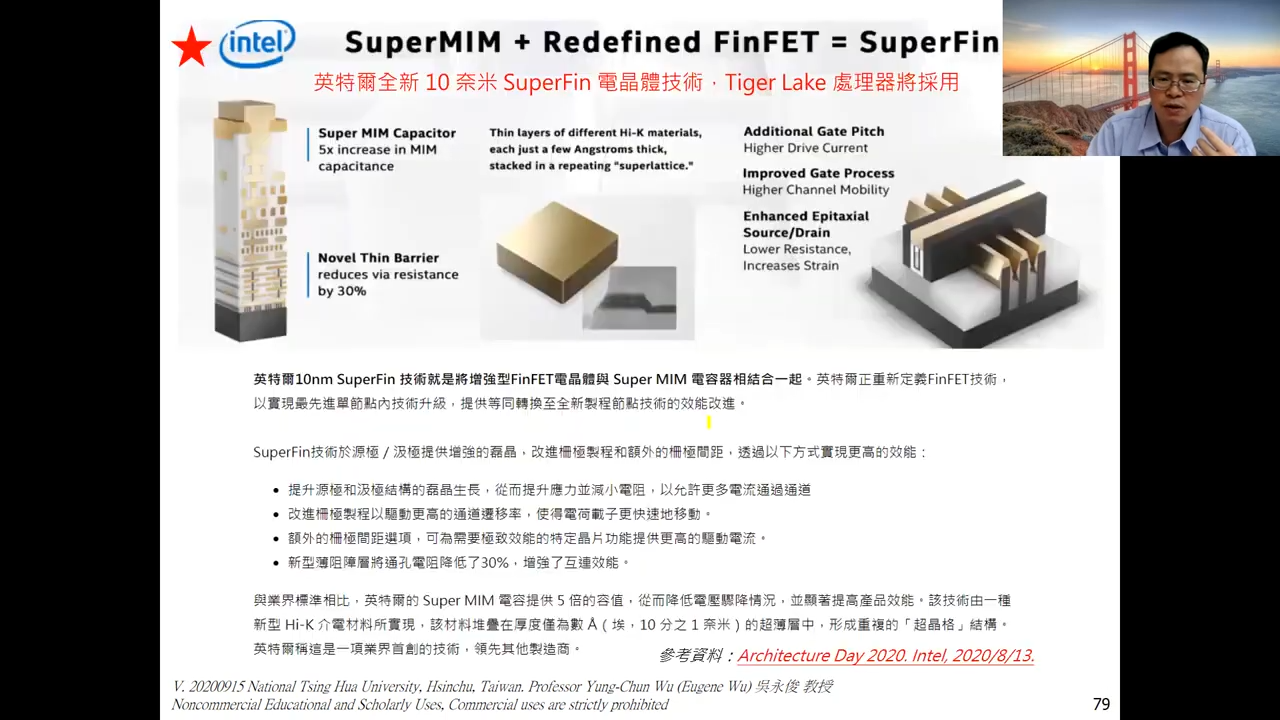 intel
SuperMIM + Redefined FinFET = SuperFin
英特爾全新 10 奈米 SuperFin 電晶體技術，Tiger Lake 處理器將採用
Super MIM Capacitor
5x increase in MIM
capacitance
Novel Thin Barrier
reduces via resistance
by 30%
Thin layers of different Hi-K materials,
each just a few Angstroms thick,
stacked in a repeating "superlattice."
Additional Gate Pitch
Higher Drive Current
Improved Gate Process
Higher Channel Mobility
Enhanced Epitaxial
Source/Drain
Lower Resistance,
Increases Strain
英特爾10nm SuperFin 技術就是將增強型FinFET電晶體與 Super MIM 電容器相結合一起。英特爾正重新定義FinFET技術，
以實現最先進單節點內技術升級，提供等同轉換至全新製程節點技術的效能改進。
SuperFin技術於源極 / 汲極提供增強的磊晶，改進柵極製程和額外的柵極間距，透過以下方式實現更高的效能：
• 提升源極和汲極結構的磊晶生長，從而提升應力並減小電阻，以允許更多電流通過通道
• 改進柵極製程以驅動更高的通道遷移率，使得電荷載子更快速地移動。
• 額外的柵極間距選項，可為需要極致效能的特定晶片功能提供更高的驅動電流。
• 新型薄阻障層將通孔電阻降低了30%，增強了互連效能。
與業界標準相比，英特爾的 Super MIM 電容提供 5 倍的容值，從而降低電壓驟降情況，並顯著提高產品效能。該技術由一種
新型 Hi-K 介電材料所實現，該材料堆疊在厚度僅為數 Å（埃，10 分之 1 奈米）的超薄層中，形成重複的「超晶格」結構。
英特爾稱這是一項業界首創的技術，領先其他製造商。
參考資料：Architecture Day 2020. Intel, 2020/8/13.
V. 20200915 National Tsing Hua University, Hsinchu, Taiwan. Professor Yung-Chun Wu (Eugene Wu) 吳永俊 教授
Noncommercial Educational and Scholarly Uses, Commercial uses are strictly prohibited
79